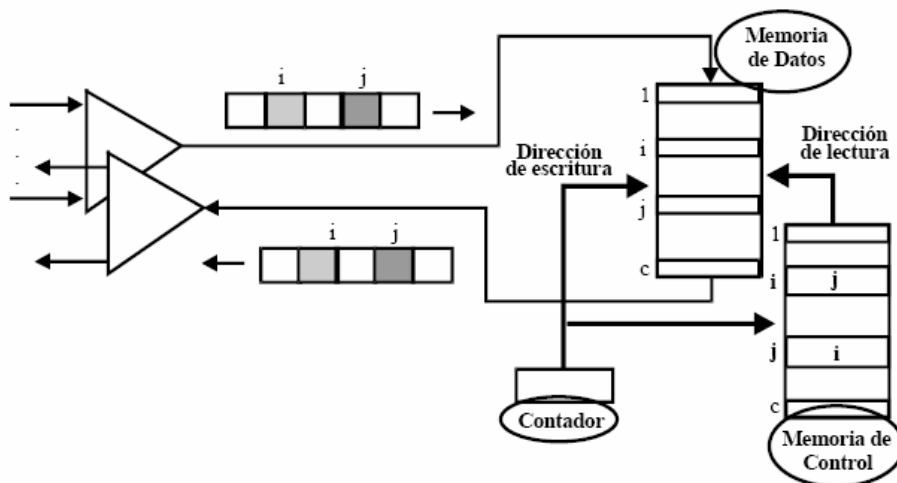 Memoria
de Datos
i j
1
i
j
c
Dirección
de escritura
Dirección
de lectura
i j
1
i j
j i
c
Contador
Memoria de
Control